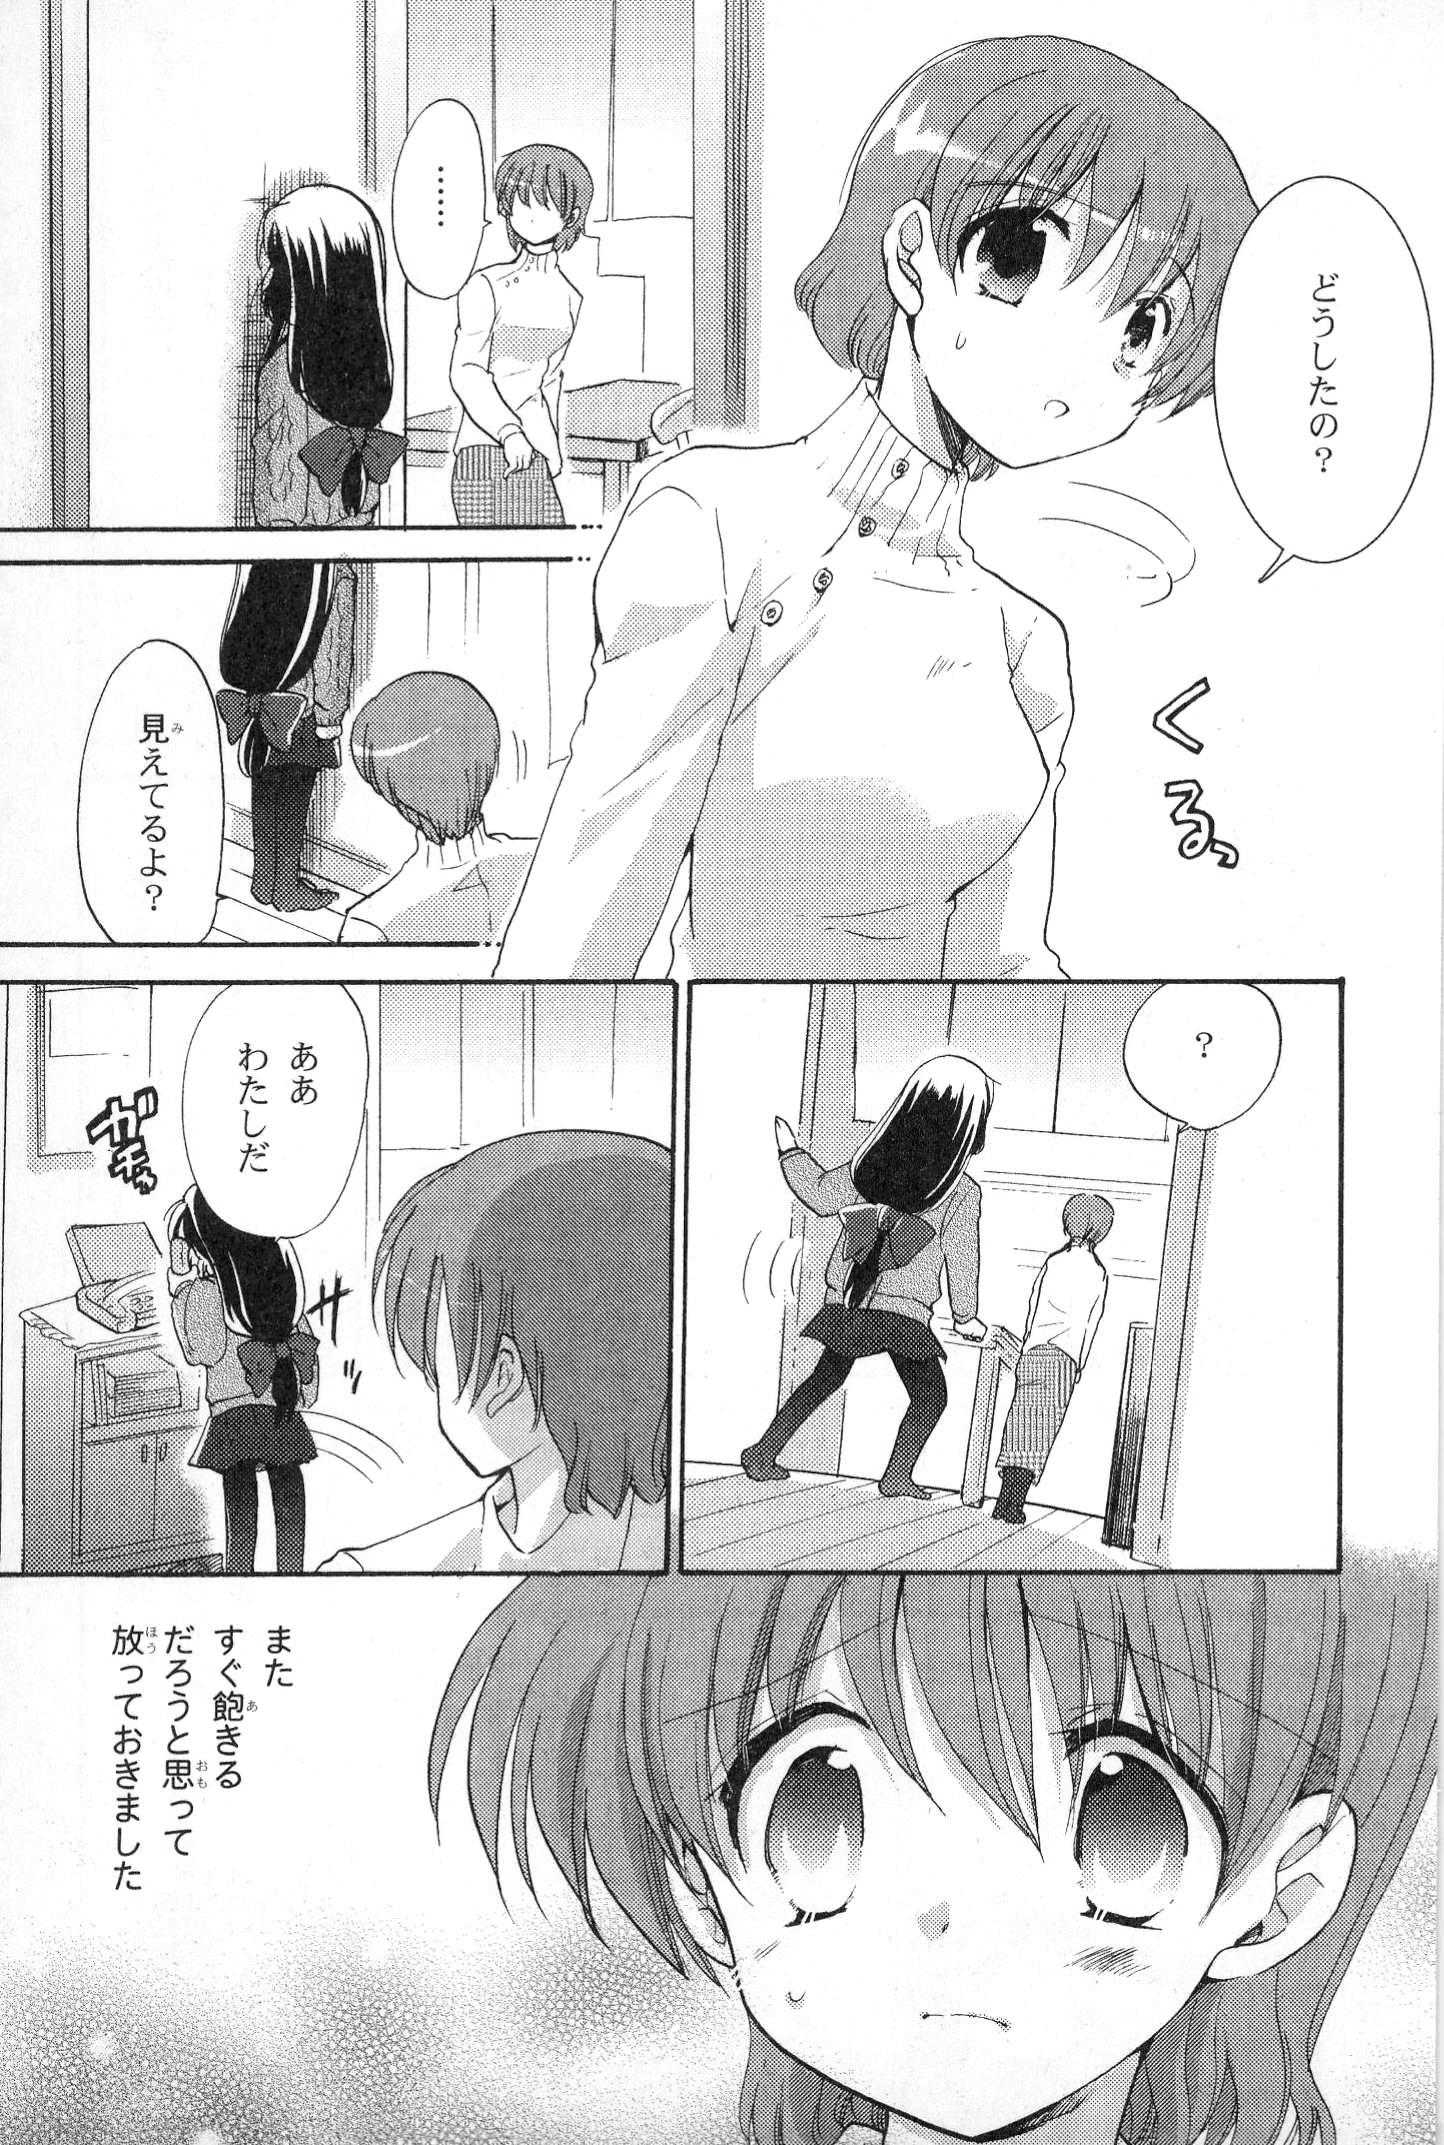 どうしたの？
くるっ
……
見えてるよ？
？
ああ
わたしだ
ガチャ
サッ
また
すぐ飽きる
だろうと思って
放っておきました